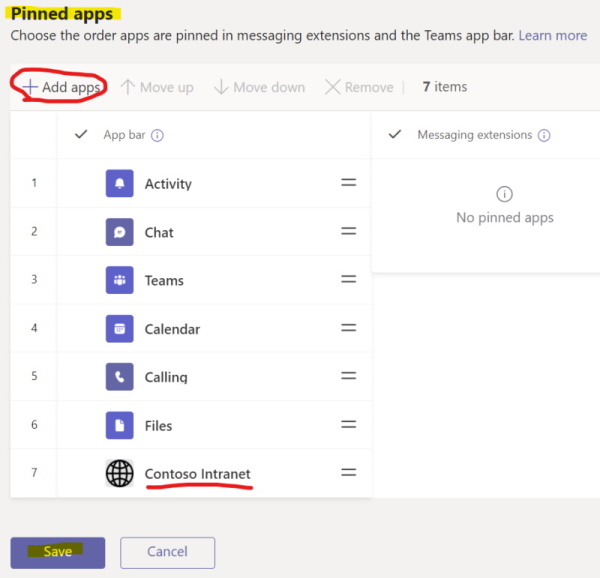 Pinned apps
Choose the order apps are pinned in messaging extensions and the Teams app bar. Learn more
+ Add apps ↑ Move up ↓ Move down × Remove | 7 items
App bar Messaging extensions
1 Activity
2 Chat
No pinned apps
3 Teams
4 Calendar
5 Calling
6 Files
7 Contoso Intranet
Save Cancel